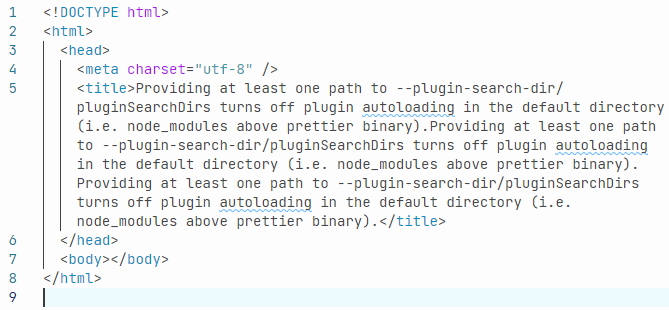 1 <!DOCTYPE html>
2 <html>
3 <head>
4 <meta charset="utf-8" />
5 <title>Providing at least one path to --plugin-search-dir/
pluginSearchDirs turns off plugin autoloading in the default directory
(i.e. node_modules above prettier binary).Providing at least one path
to --plugin-search-dir/pluginSearchDirs turns off plugin autoloading
in the default directory (i.e. node_modules above prettier binary).
Providing at least one path to --plugin-search-dir/pluginSearchDirs
turns off plugin autoloading in the default directory (i.e.
node_modules above prettier binary).</title>
6 </head>
7 <body></body>
8 </html>
9